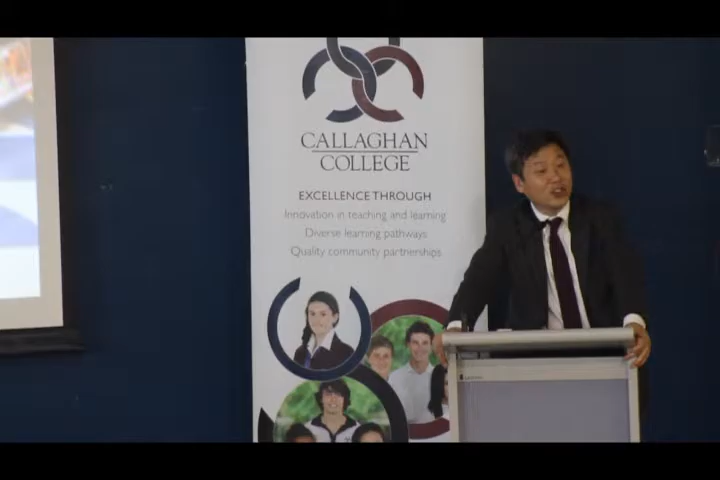 CALLAGHAN
COLLEGE
EXCELLENCE THROUGH
Innovation in teaching and learning
Diverse learning pathways
Quality community partnerships